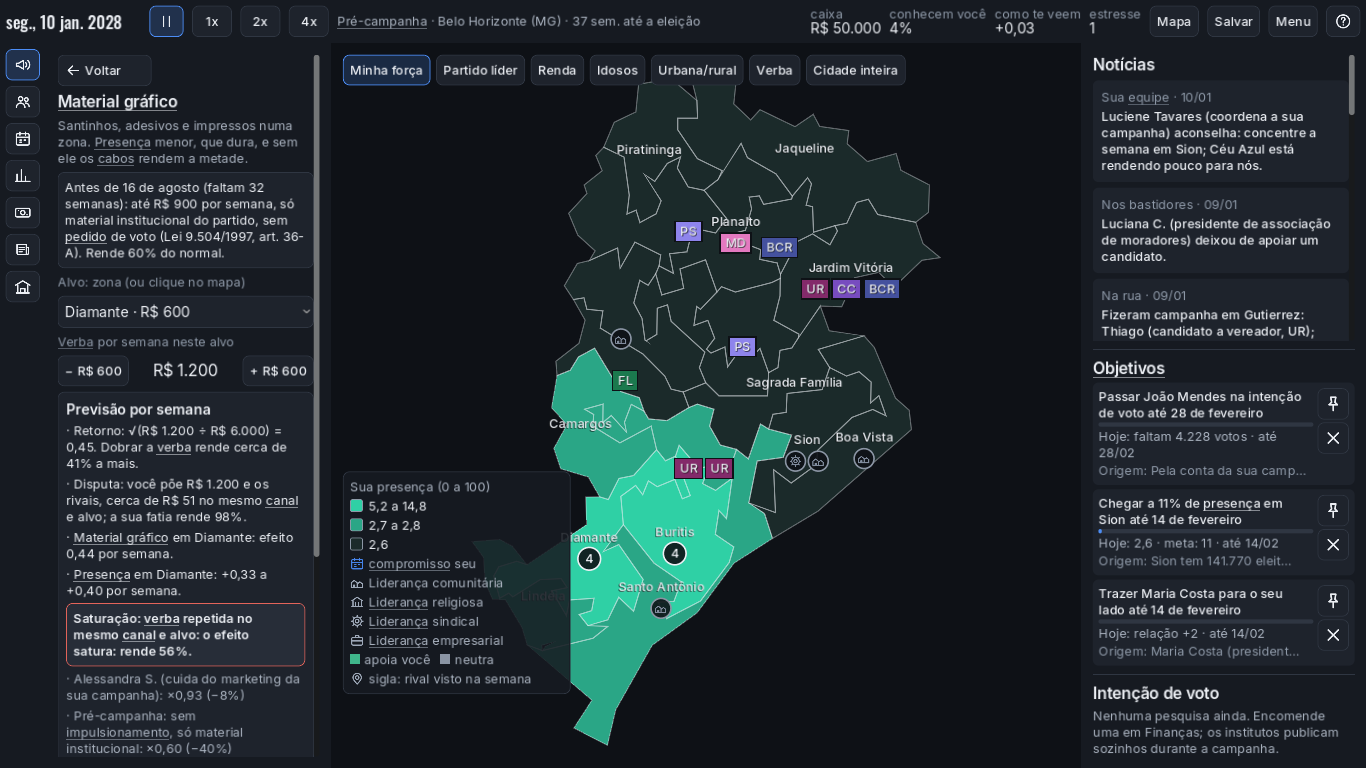 seg., 10 jan. 2028
1x
2x
4x
Pré-campanha · Belo Horizonte (MG) · 37 sem. até a eleição
caixa
R$ 50.000
conhecem você
4%
como te veem
+0,03
estresse
1
Mapa
Salvar
Menu
Voltar
Material gráfico
Santinhos, adesivos e impressos numa
zona. Presença menor, que dura, e sem
ele os cabos rendem a metade.
Antes de 16 de agosto (faltam 32
semanas): até R$ 900 por semana, só
material institucional do partido, sem
pedido de voto (Lei 9.504/1997, art. 36-
A). Rende 60% do normal.
Alvo: zona (ou clique no mapa)
Diamante · R$ 600
Verba por semana neste alvo
− R$ 600
R$ 1.200
+ R$ 600
Previsão por semana
· Retorno: √(R$ 1.200 ÷ R$ 6.000) =
0,45. Dobrar a verba rende cerca de
41% a mais.
· Disputa: você põe R$ 1.200 e os
rivais, cerca de R$ 51 no mesmo canal
e alvo; a sua fatia rende 98%.
· Material gráfico em Diamante: efeito
0,44 por semana.
· Presença em Diamante: +0,33 a
+0,40 por semana.
Saturação: verba repetida no
mesmo canal e alvo: o efeito
satura: rende 56%.
· Alessandra S. (cuida do marketing da
sua campanha): ×0,93 (−8%)
· Pré-campanha: sem
impulsionamento, só material
institucional: ×0,60 (−40%)
Minha força
Partido líder
Renda
Idosos
Urbana/rural
Verba
Cidade inteira
Piratininga
Jaqueline
Planalto
PS
MD
BCR
Jardim Vitória
UR
CC
BCR
PS
FL
Sagrada Família
Camargos
Sion
Boa Vista
UR
UR
Buritis
4
Diamante
4
Santo Antônio
Lindeia
Sua presença (0 a 100)
5,2 a 14,8
2,7 a 2,8
2,6
compromisso seu
Liderança comunitária
Liderança religiosa
Liderança sindical
Liderança empresarial
apoia você
neutra
sigla: rival visto na semana
Notícias
Sua equipe · 10/01
Luciene Tavares (coordena a sua
campanha) aconselha: concentre a
semana em Sion; Céu Azul está
rendendo pouco para nós.
Nos bastidores · 09/01
Luciana C. (presidente de associação
de moradores) deixou de apoiar um
candidato.
Na rua · 09/01
Fizeram campanha em Gutierrez:
Thiago (candidato a vereador, UR);
Objetivos
Passar João Mendes na intenção
de voto até 28 de fevereiro
Hoje: faltam 4.228 votos · até
28/02
Origem: Pela conta da sua camp...
Chegar a 11% de presença em
Sion até 14 de fevereiro
Hoje: 2,6 · meta: 11 · até 14/02
Origem: Sion tem 141.770 eleit...
Trazer Maria Costa para o seu
lado até 14 de fevereiro
Hoje: relação +2 · até 14/02
Origem: Maria Costa (president...
Intenção de voto
Nenhuma pesquisa ainda. Encomende
uma em Finanças; os institutos publicam
sozinhos durante a campanha.